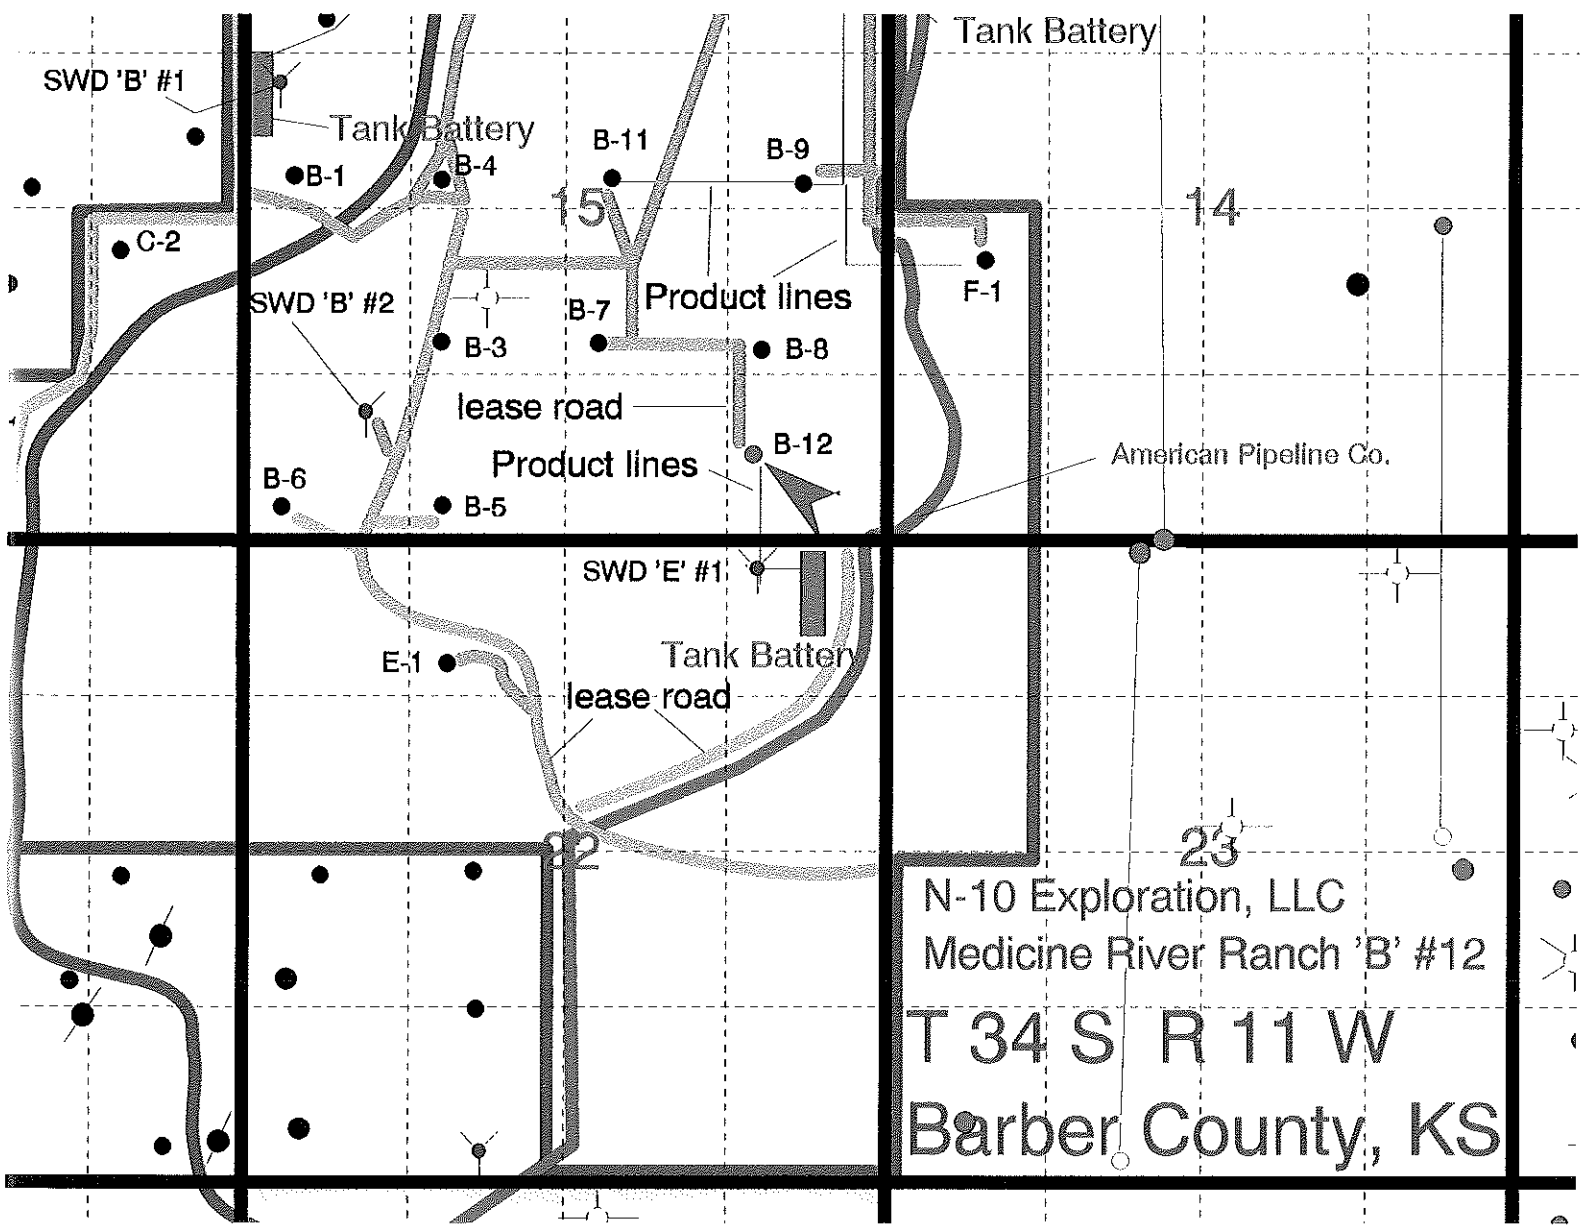 Tank Battery
SWD 'B' #1
Tank Battery
B-11
B-9
B-4
B-1
15
14
C-2
F-1
SWD 'B' #2
Product lines
B-7
B-3
B-8
lease road
B-12
Product lines
American Pipeline Co.
B-6
B-5
SWD 'E' #1
Tank Battery
E-1
lease road
22
23
N-10 Exploration, LLC
Medicine River Ranch 'B' #12
T 34 S R 11 W
Barber County, KS